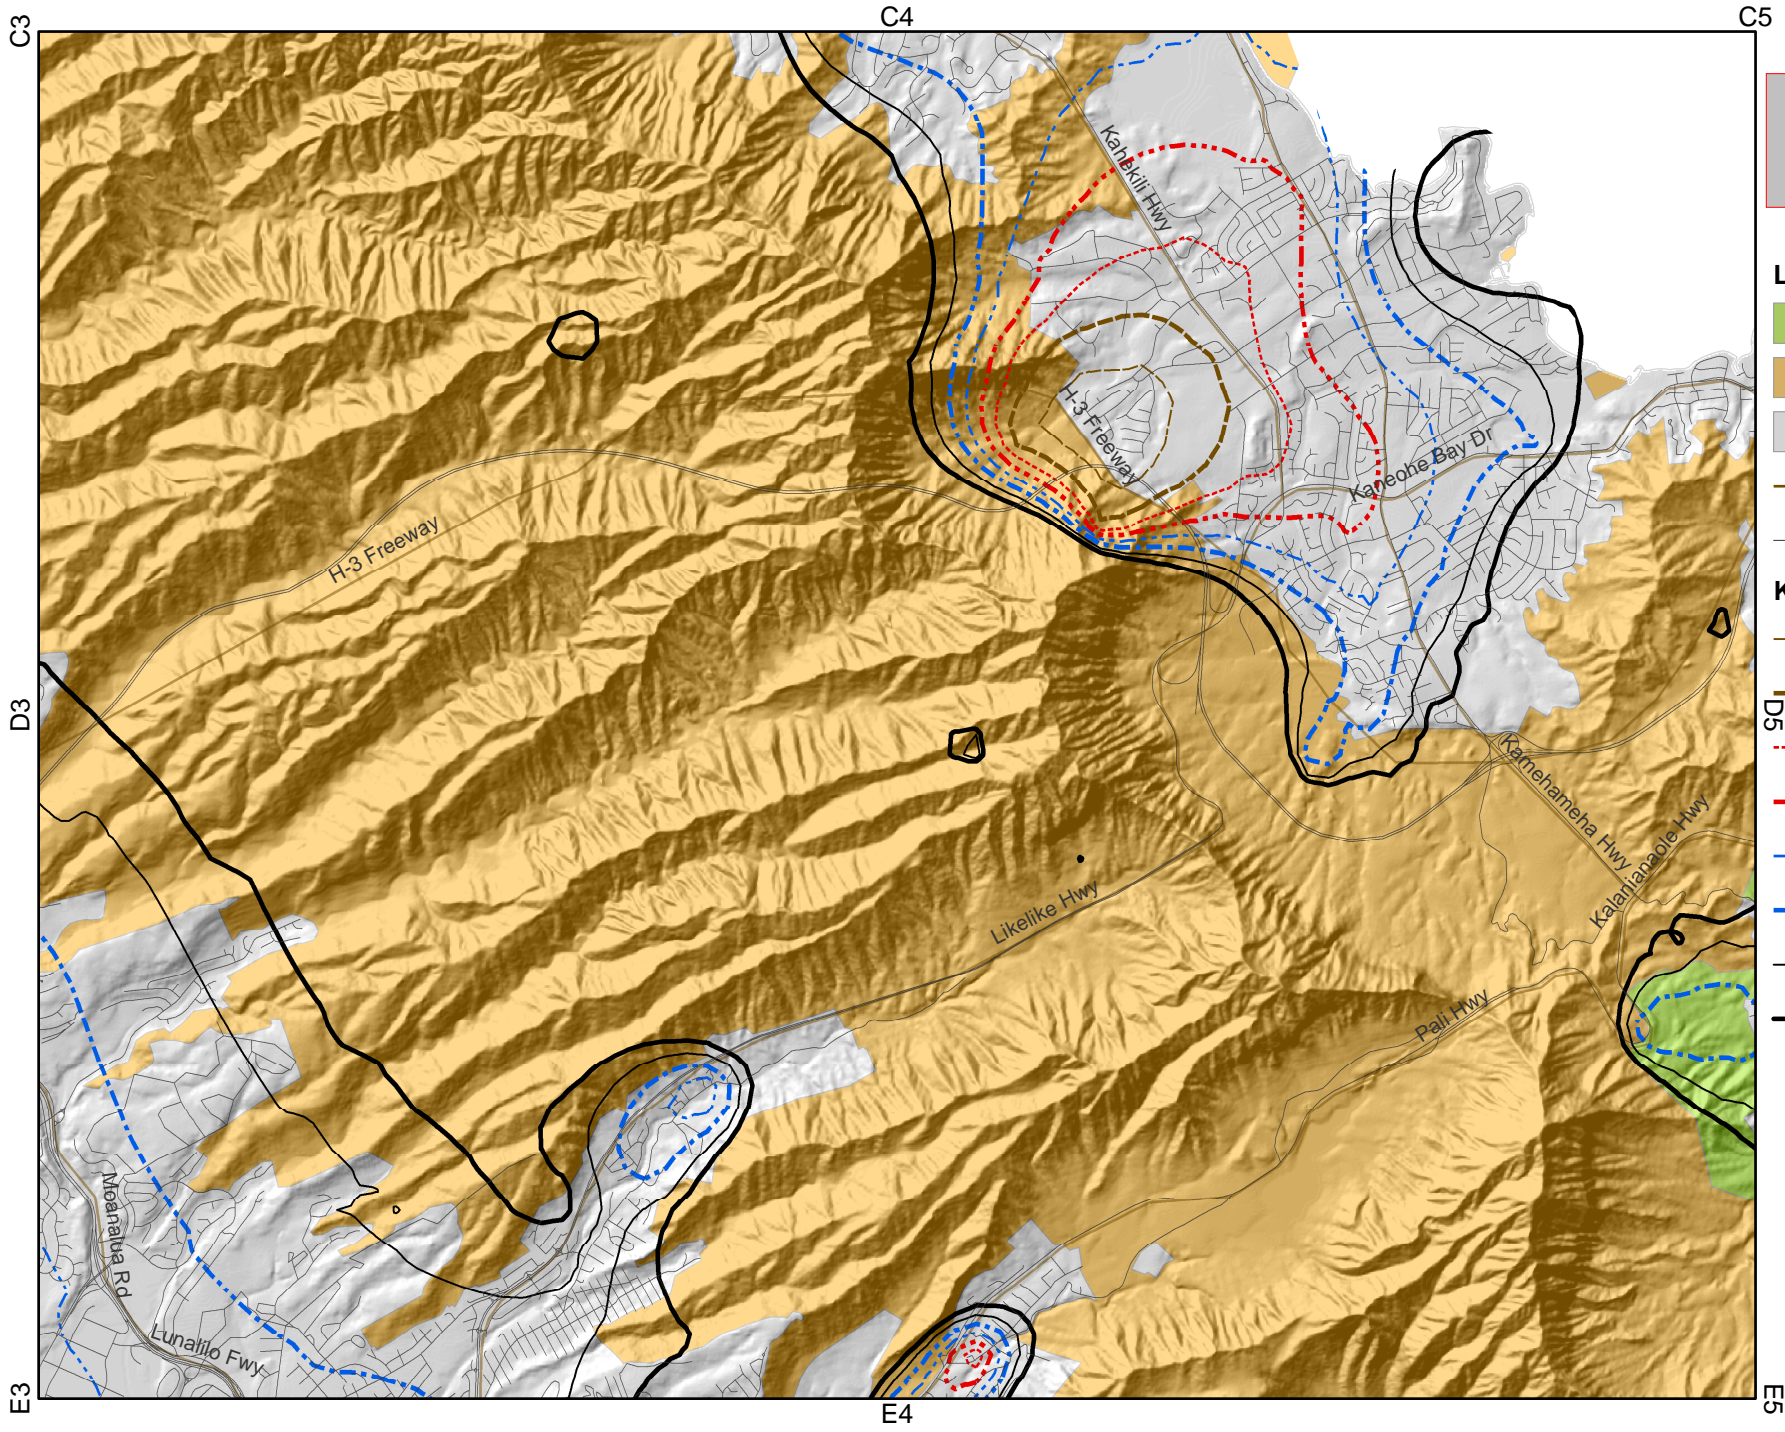 C3
C4
C5
Kahekili Hwy
L
H-3 Freeway
Kaneohe Bay Dr
H-3 Freeway
K
D3
D5
Kamehameha Hwy
Kalanianaole Hwy
Likelike Hwy
Pali Hwy
Moanalua Rd
Lunalilo Fwy
E3
E4
E5